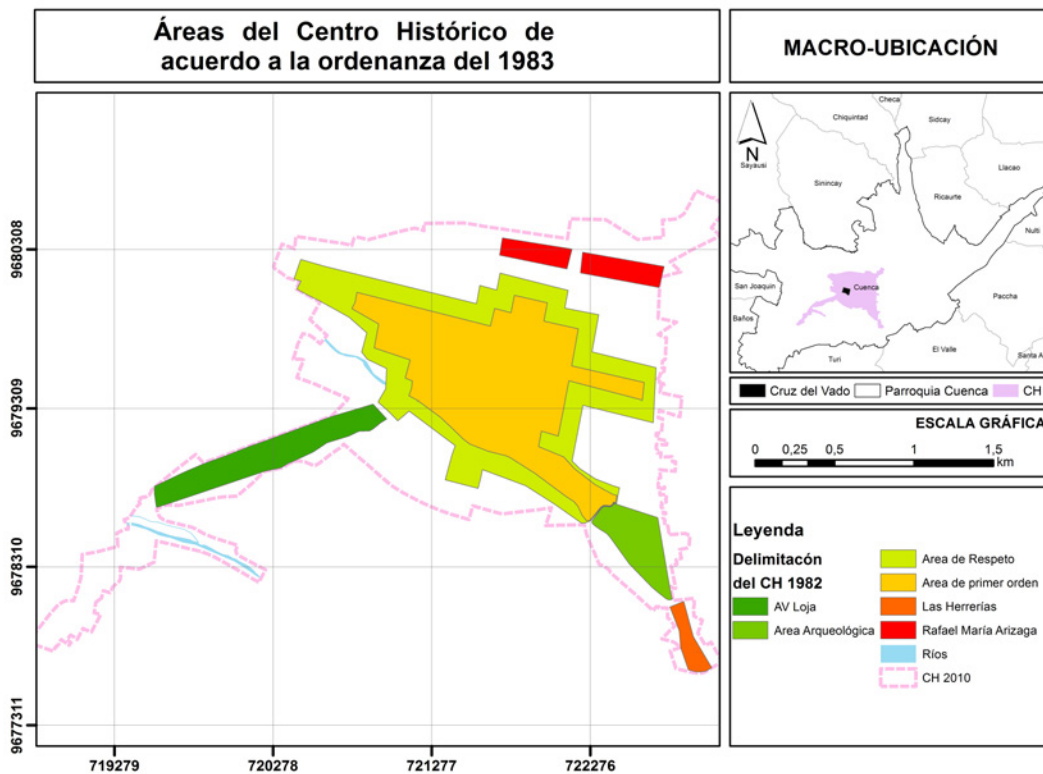 Áreas del Centro Histórico de
acuerdo a la ordenanza del 1983
MACRO-UBICACIÓN
N
Checa
Chiquintad
Sidcay
Sayausi
Llacao
Sinincay
Ricaurte
Nulti
San Joaquin
Cuenca
Paccha
Baños
El Valle
Turi
Santa A
Cruz del Vado
Parroquia Cuenca
CH
ESCALA GRÁFICA
0 0,25 0,5 1 1,5
km
Leyenda
Delimitacón
del CH 1982
AV Loja
Area Arqueológica
Area de Respeto
Area de primer orden
Las Herrerías
Rafael María Arizaga
Ríos
CH 2010
9680308
9679309
9678310
9677311
719279 720278 721277 722276